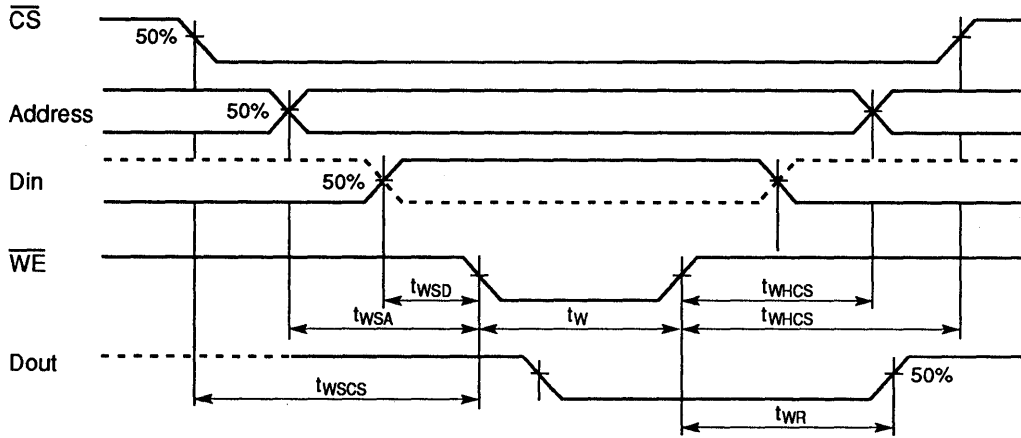 CS
50%
Address
50%
Din
50%
WE
tWSD
tWHCS
tWSA
tW
tWHCS
Dout
50%
tWSCS
tWR